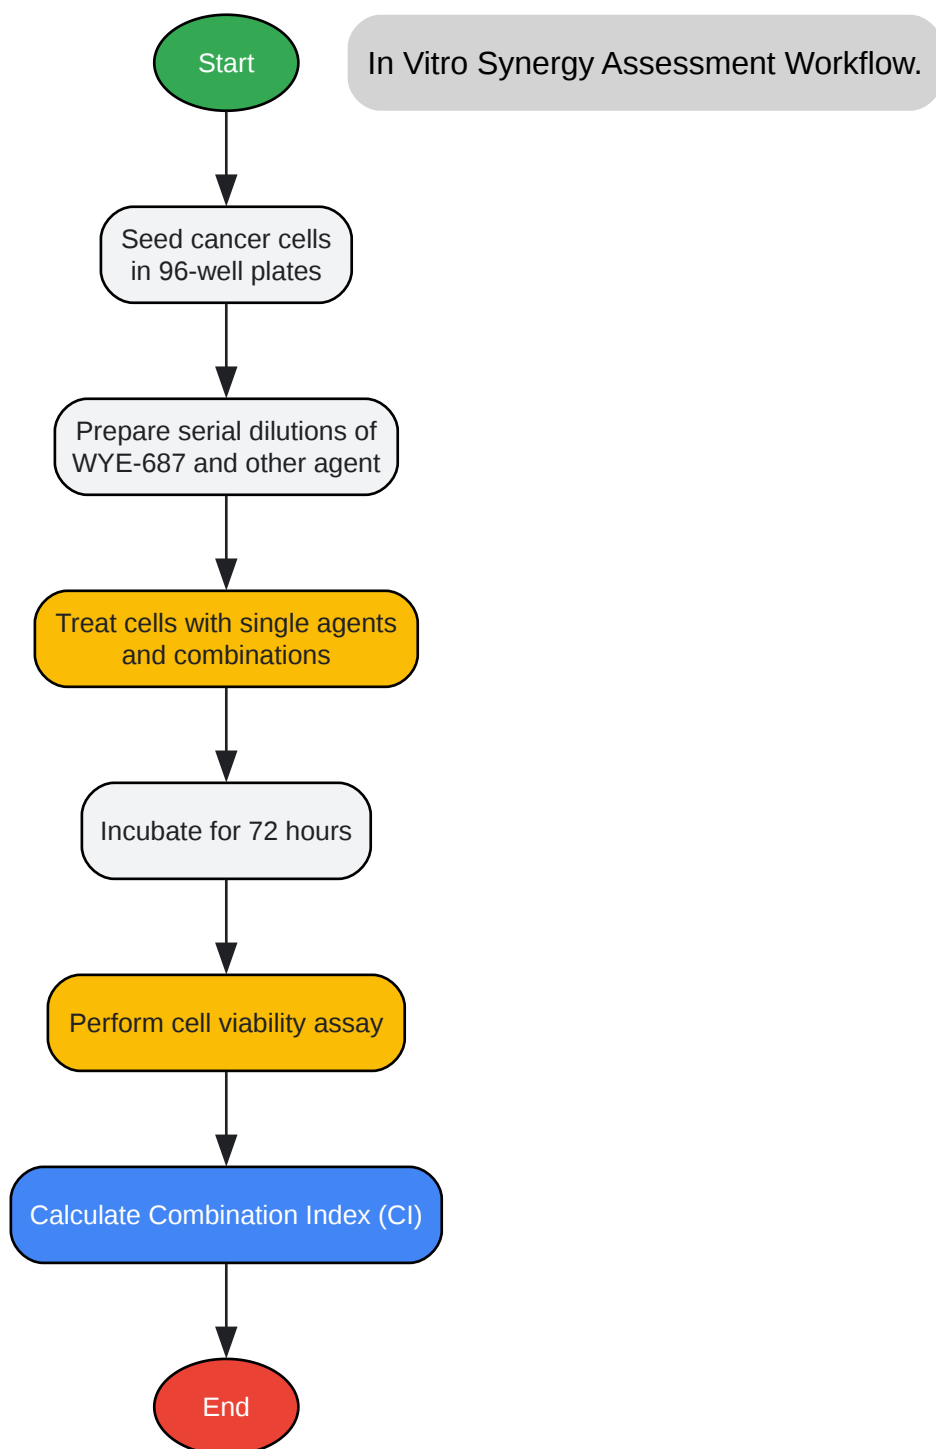 Start
In Vitro Synergy Assessment Workflow.
Seed cancer cells
in 96-well plates
Prepare serial dilutions of
WYE-687 and other agent
Treat cells with single agents
and combinations
Incubate for 72 hours
Perform cell viability assay
Calculate Combination Index (CI)
End